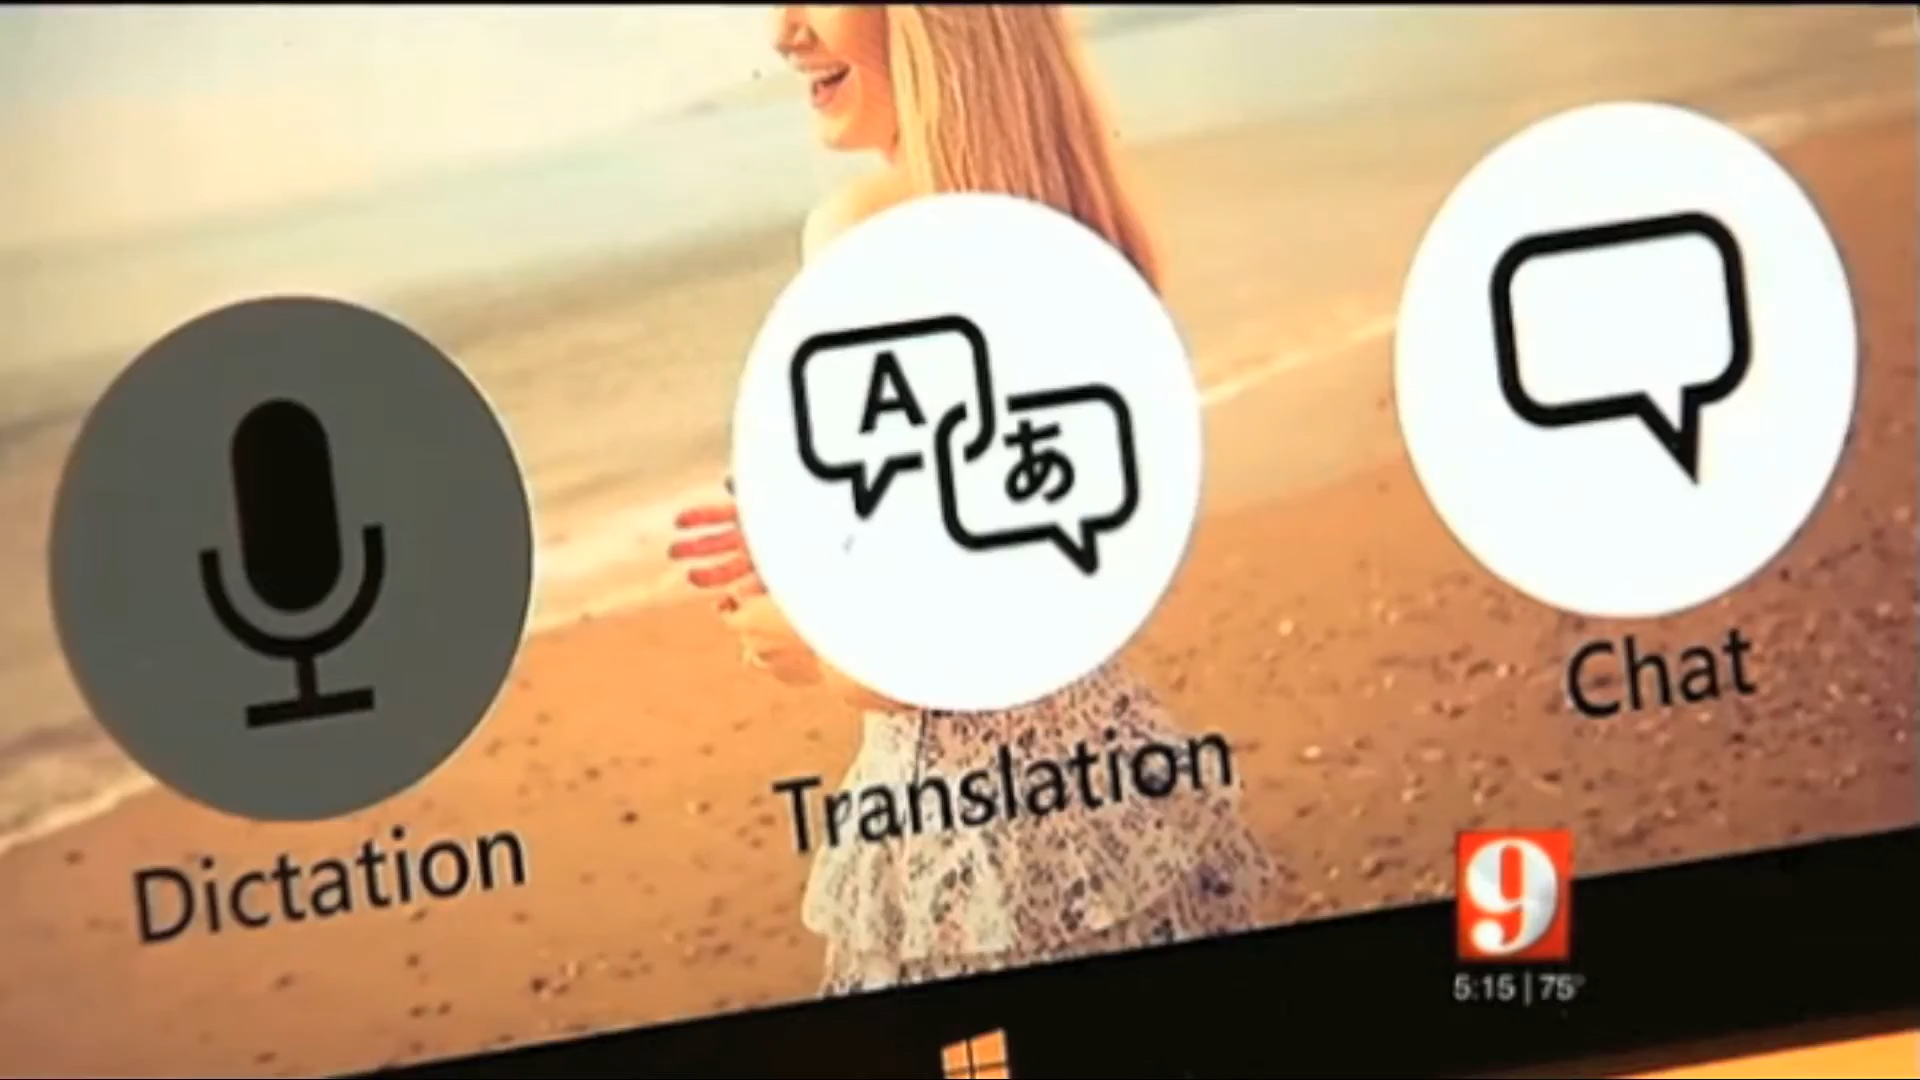 A
あ
Dictation
Translation
Chat
9
5:15 | 75°